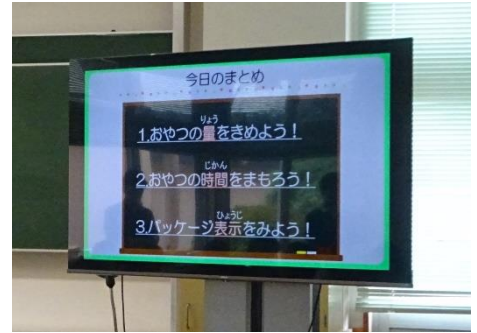 今日のまとめ
りょう
1.おやつの量をきめよう！
じかん
2.おやつの時間をまもろう！
ひょうじ
3.パッケージ表示をみよう！